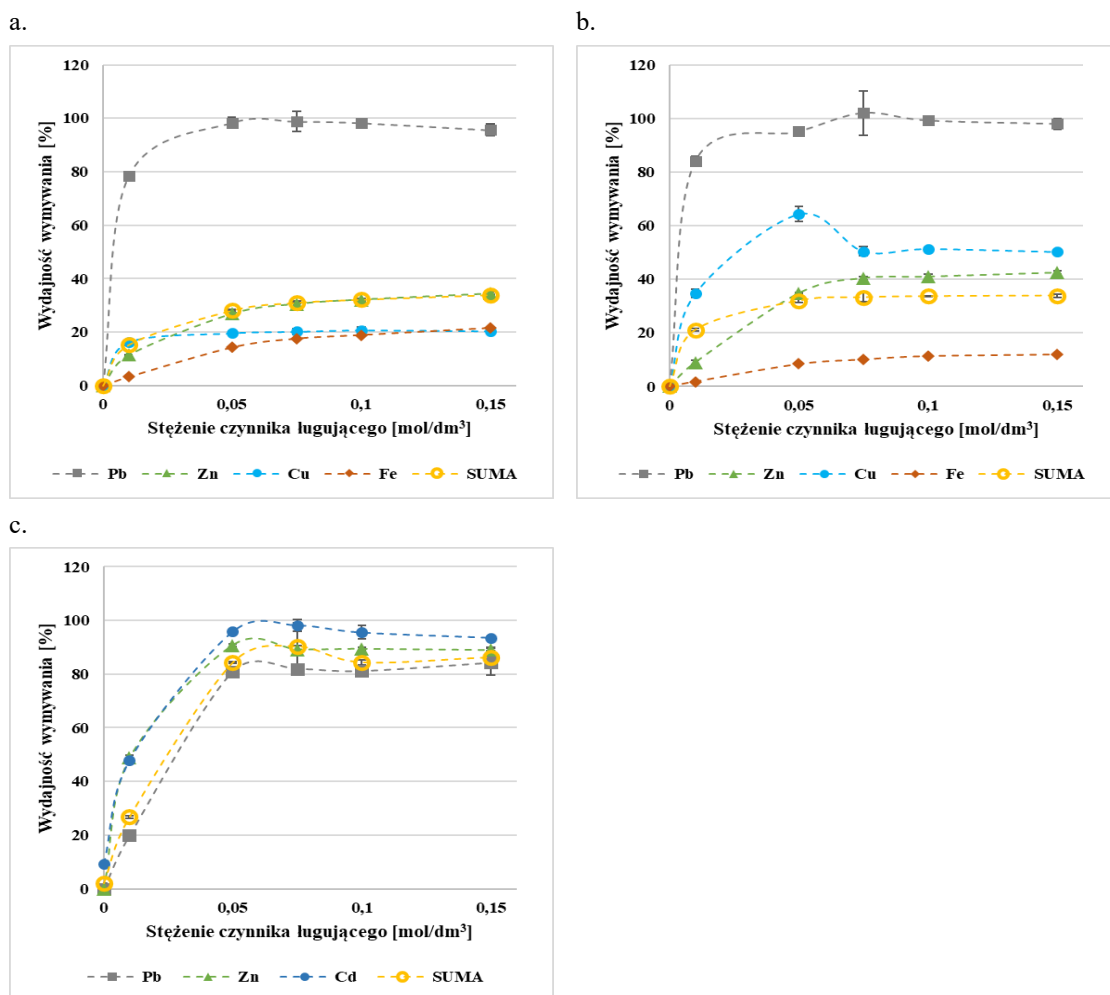 a.
120
100
80
60
40
20
0
Wydajność wymywania [%]
0 0,05 0,1 0,15
Stężenie czynnika ługującego [mol/dm³]
Pb Zn Cu Fe SUMA
b.
120
100
80
60
40
20
0
Wydajność wymywania [%]
0 0,05 0,1 0,15
Stężenie czynnika ługującego [mol/dm³]
Pb Zn Cu Fe SUMA
c.
120
100
80
60
40
20
0
Wydajność wymywania [%]
0 0,05 0,1 0,15
Stężenie czynnika ługującego [mol/dm³]
Pb Zn Cd SUMA